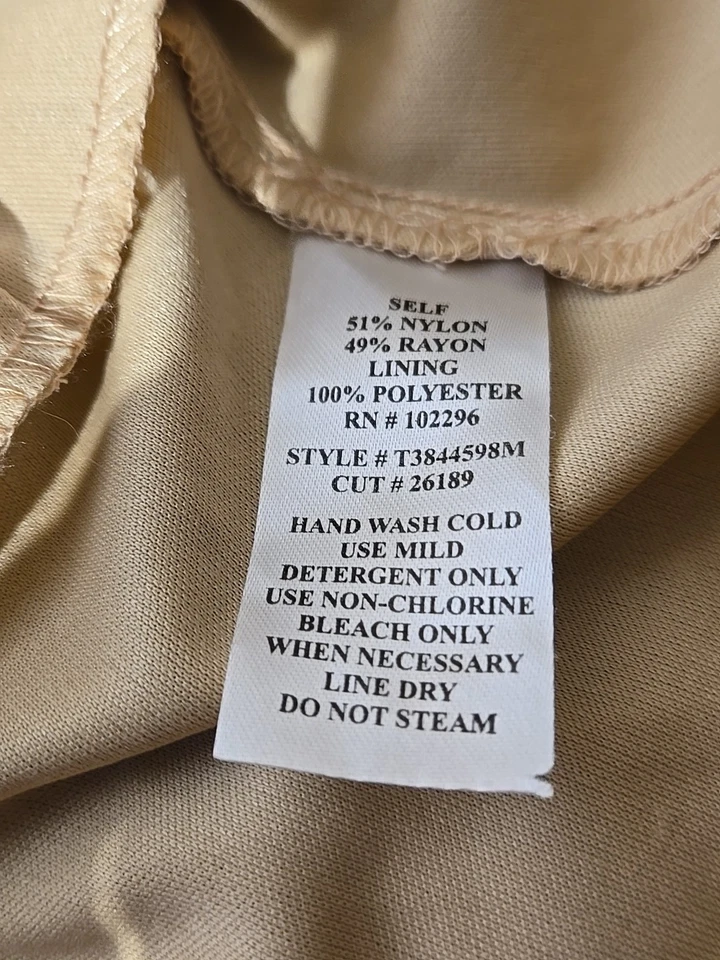 SELF
51% NYLON
49% RAYON
LINING
100% POLYESTER
RN # 102296
STYLE # T3844598M
CUT # 26189
HAND WASH COLD
USE MILD
DETERGENT ONLY
USE NON-CHLORINE
BLEACH ONLY
WHEN NECESSARY
LINE DRY
DO NOT STEAM